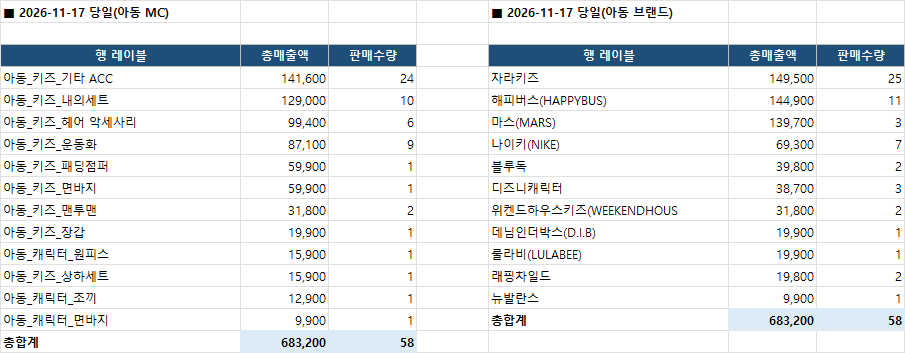 ■ 2026-11-17 당일(아동 MC)
행 레이블 총매출액 판매수량
아동_키즈_기타 ACC 141,600 24
아동_키즈_내의세트 129,000 10
아동_키즈_헤어 악세사리 99,400 6
아동_키즈_운동화 87,100 9
아동_키즈_패딩점퍼 59,900 1
아동_키즈_면바지 59,900 1
아동_키즈_맨투맨 31,800 2
아동_키즈_장갑 19,900 1
아동_캐릭터_원피스 15,900 1
아동_키즈_상하세트 15,900 1
아동_캐릭터_조끼 12,900 1
아동_캐릭터_면바지 9,900 1
총합계 683,200 58
■ 2026-11-17 당일(아동 브랜드)
행 레이블 총매출액 판매수량
자라키즈 149,500 25
해피버스(HAPPYBUS) 144,900 11
마스(MARS) 139,700 3
나이키(NIKE) 69,300 7
블루독 39,800 2
디즈니캐릭터 38,700 3
위켄드하우스키즈(WEEKENDHOUS 31,800 2
데님인더박스(D.I.B) 19,900 1
룰라비(LULABEE) 19,900 1
래핑차일드 19,800 2
뉴발란스 9,900 1
총합계 683,200 58